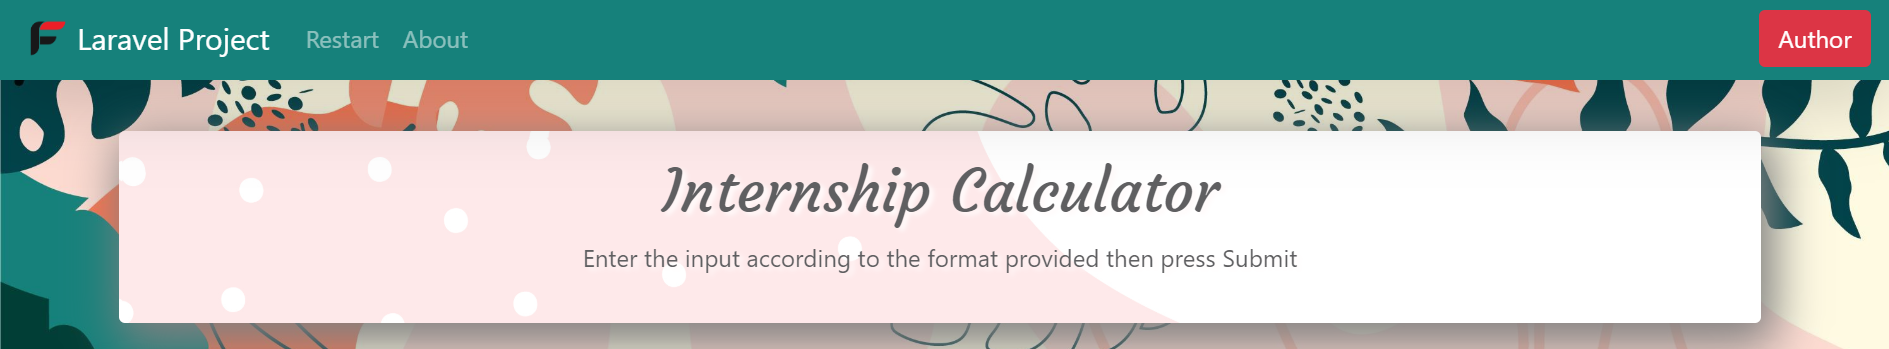 Laravel Project Restart About Author
Internship Calculator
Enter the input according to the format provided then press Submit